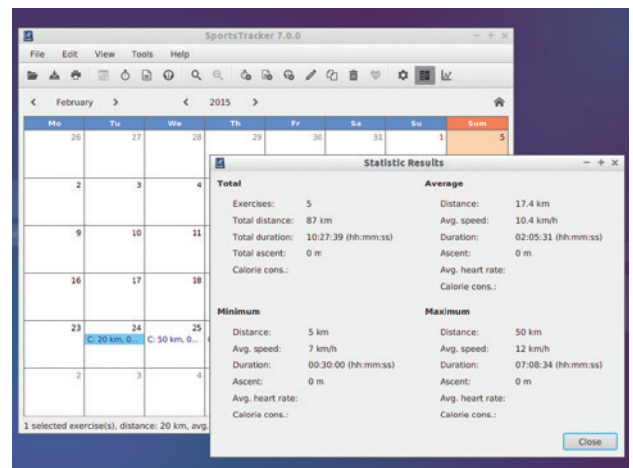 SportsTracker 7.0.0
File Edit View Tools Help
February 2015
Mo Tu We Th Fr Sa Su Sum
26 27 28 29 30 31 1 5
2 3 4
9 10 11
16 17 18
23 24 25
C: 20 km, 0... C: 50 km, 0...
2 3 4
1 selected exercise(s), distance: 20 km, avg.
Statistic Results
Total
Exercises: 5
Total distance: 87 km
Total duration: 10:27:39 (hh:mm:ss)
Total ascent: 0 m
Calorie cons.:
Average
Distance: 17.4 km
Avg. speed: 10.4 km/h
Duration: 02:05:31 (hh:mm:ss)
Ascent: 0 m
Avg. heart rate:
Calorie cons.:
Minimum
Distance: 5 km
Avg. speed: 7 km/h
Duration: 00:30:00 (hh:mm:ss)
Ascent: 0 m
Avg. heart rate:
Calorie cons.:
Maximum
Distance: 50 km
Avg. speed: 12 km/h
Duration: 07:08:34 (hh:mm:ss)
Ascent: 0 m
Avg. heart rate:
Calorie cons.:
Close